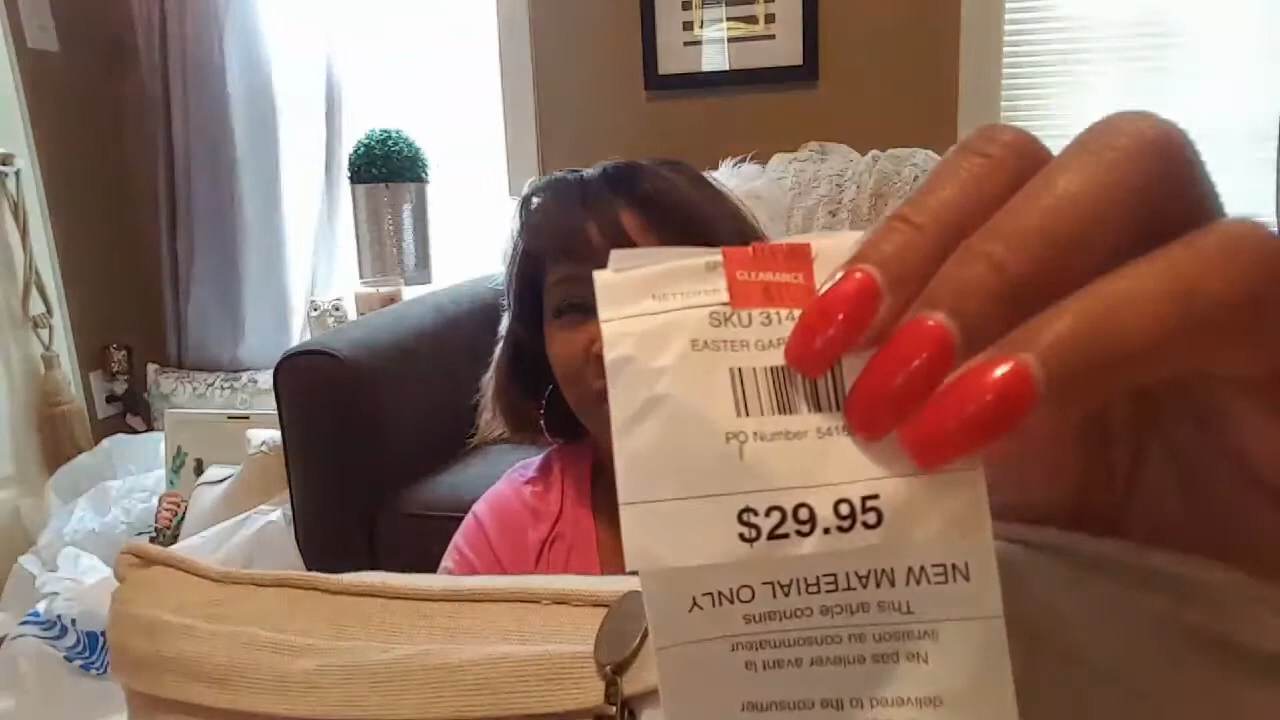 CLEARANCE
SKU 314
EASTER GAR
PO Number 5416
$29.95
NEW MATERIAL ONLY
This article contains
livraison au consommateur
Ne pas enlever avant la
delivered to the consumer